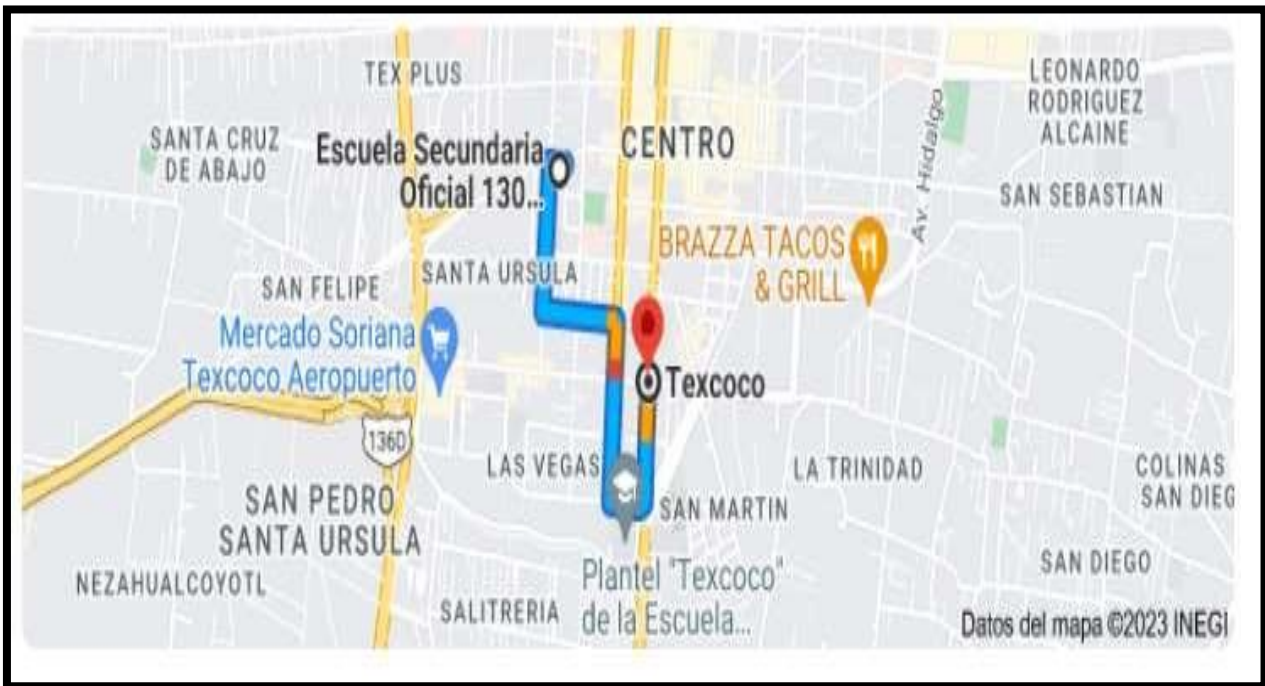 TEX PLUS
LEONARDO
RODRIGUEZ
ALCAINE
SANTA CRUZ
DE ABAJO
Escuela Secundaria
Oficial 130...
CENTRO
Av. Hidalgo
SAN SEBASTIAN
BRAZZA TACOS
& GRILL
SANTA URSULA
SAN FELIPE
Mercado Soriana
Texcoco Aeropuerto
Texcoco
136D
LAS VEGAS
LA TRINIDAD
COLINAS
SAN DIEG
SAN PEDRO
SANTA URSULA
SAN MARTIN
NEZAHUALCOYOTL
SALITRERIA
Plantel "Texcoco"
de la Escuela...
SAN DIEGO
Datos del mapa ©2023 INEGI